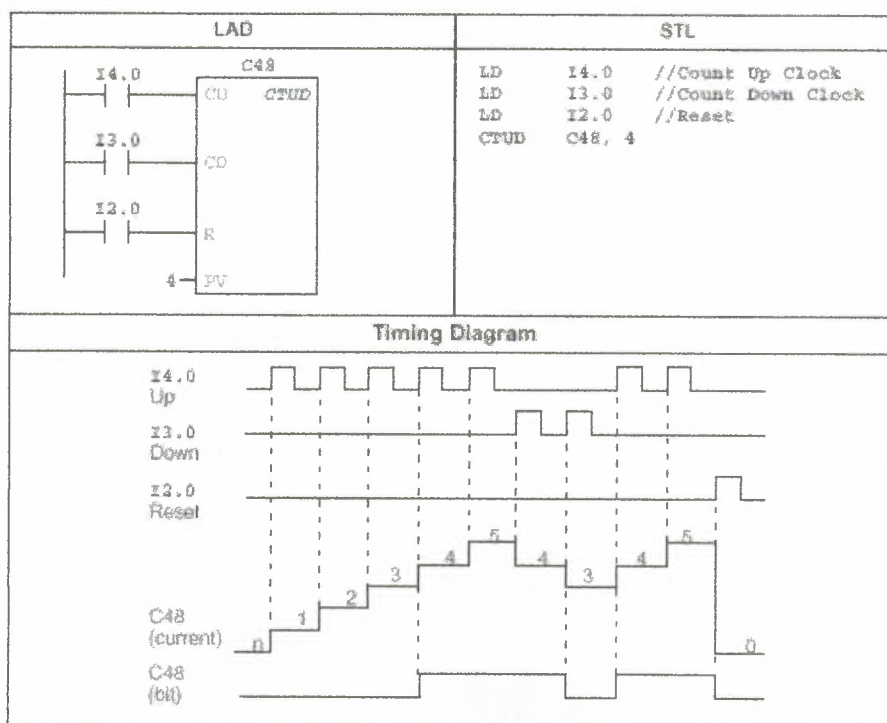 LAD
STL
C48
I4.0
CU CTUD
I3.0
CD
I2.0
R
4 PV
LD I4.0 //Count Up Clock
LD I3.0 //Count Down Clock
LD I2.0 //Reset
CTUD C48, 4
Timing Diagram
I4.0
Up
I3.0
Down
I2.0
Reset
C48
(current)
0 1 2 3 4 5 4 3 4 5 0
C48
(bit)